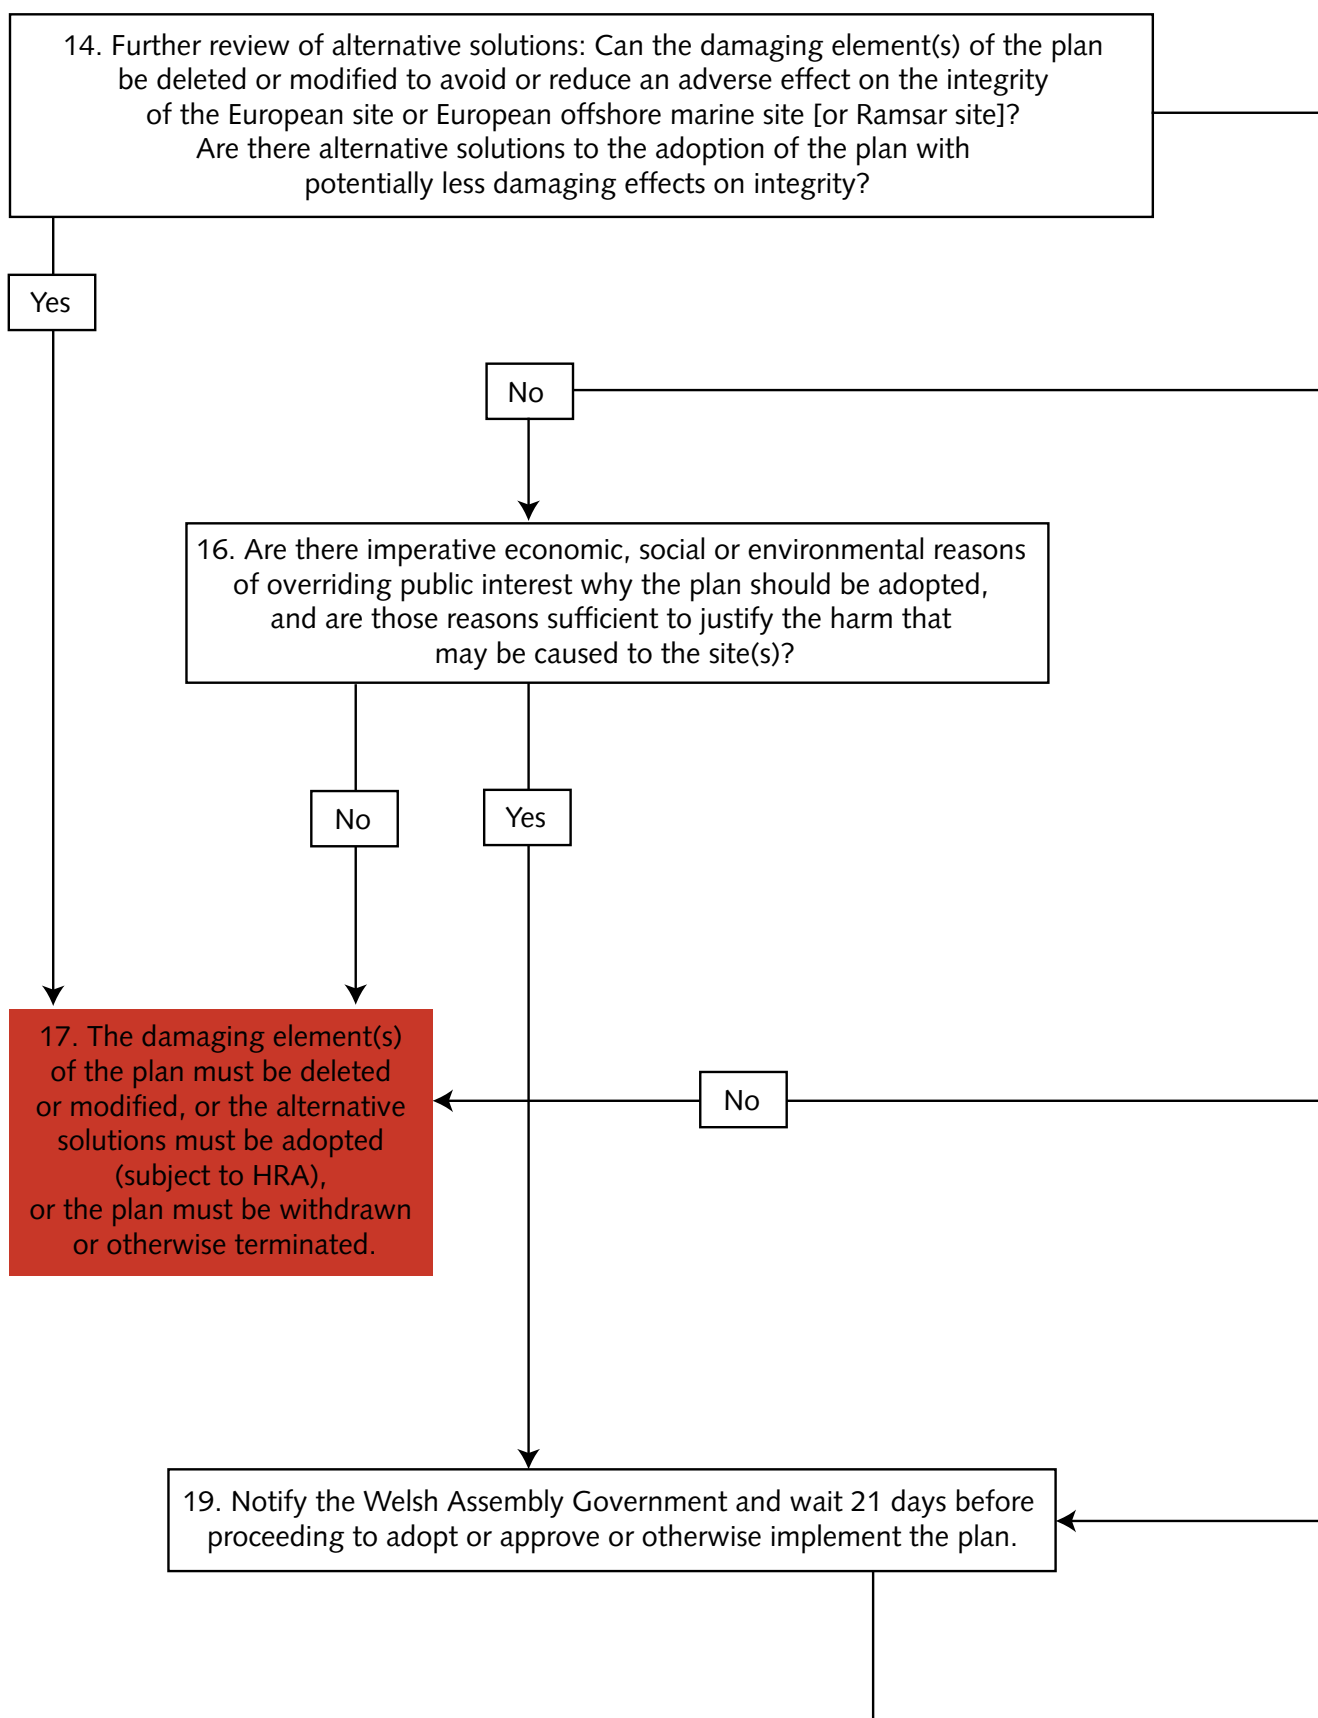 14. Further review of alternative solutions: Can the damaging element(s) of the plan
be deleted or modified to avoid or reduce an adverse effect on the integrity
of the European site or European offshore marine site [or Ramsar site]?
Are there alternative solutions to the adoption of the plan with
potentially less damaging effects on integrity?
Yes
No
16. Are there imperative economic, social or environmental reasons
of overriding public interest why the plan should be adopted,
and are those reasons sufficient to justify the harm that
may be caused to the site(s)?
No
Yes
17. The damaging element(s)
of the plan must be deleted
or modified, or the alternative
solutions must be adopted
(subject to HRA),
or the plan must be withdrawn
or otherwise terminated.
No
19. Notify the Welsh Assembly Government and wait 21 days before
proceeding to adopt or approve or otherwise implement the plan.